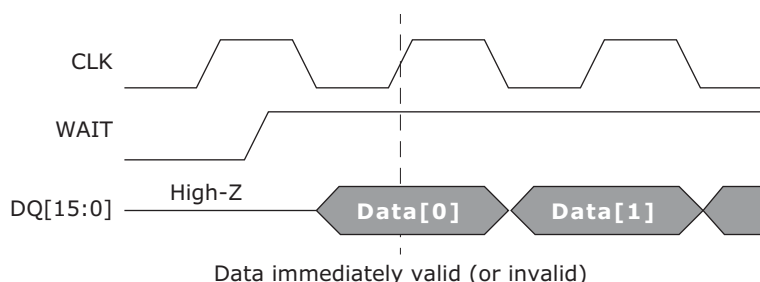 CLK
WAIT
High-Z
DQ[15:0]
Data[0]
Data[1]
Data immediately valid (or invalid)